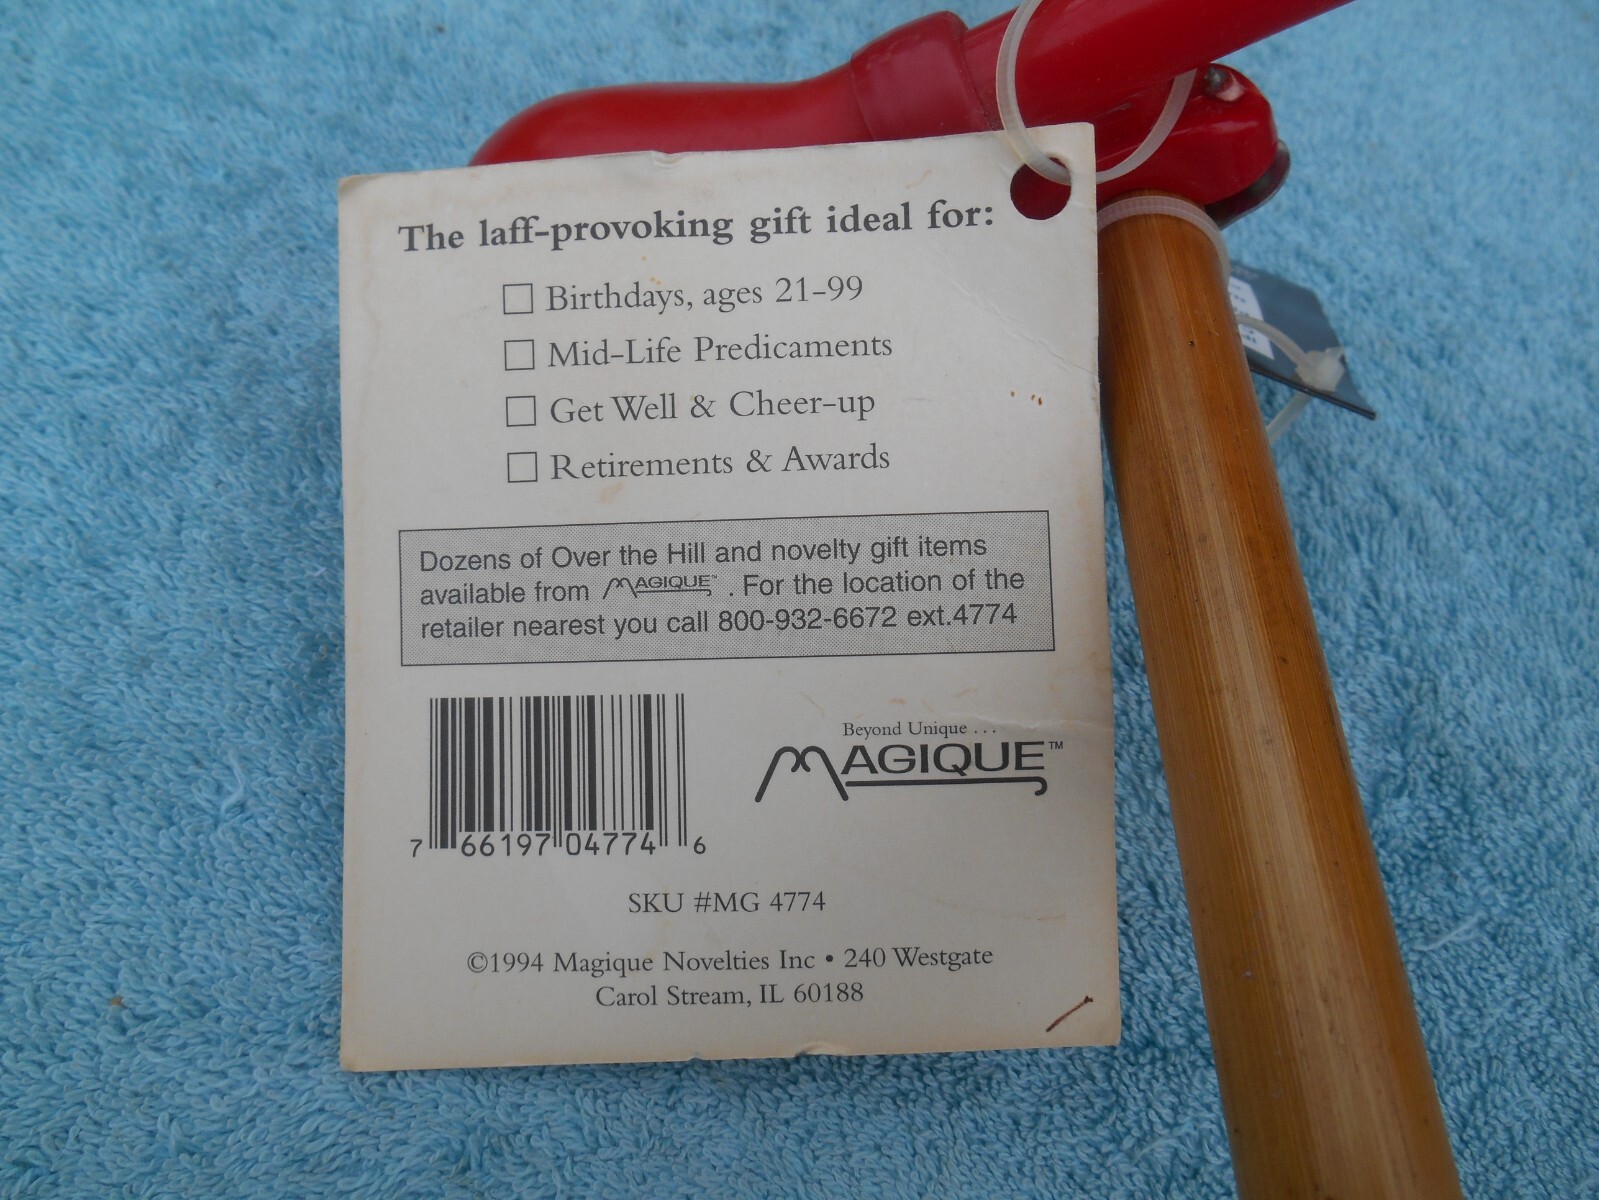 The laff-provoking gift ideal for:
Birthdays, ages 21-99
Mid-Life Predicaments
Get Well & Cheer-up
Retirements & Awards
Dozens of Over the Hill and novelty gift items
available from MAGIQUE™. For the location of the
retailer nearest you call 800-932-6672 ext.4774
Beyond Unique ...
MAGIQUE™
7 66197 04774 6
SKU #MG 4774
©1994 Magique Novelties Inc • 240 Westgate
Carol Stream, IL 60188